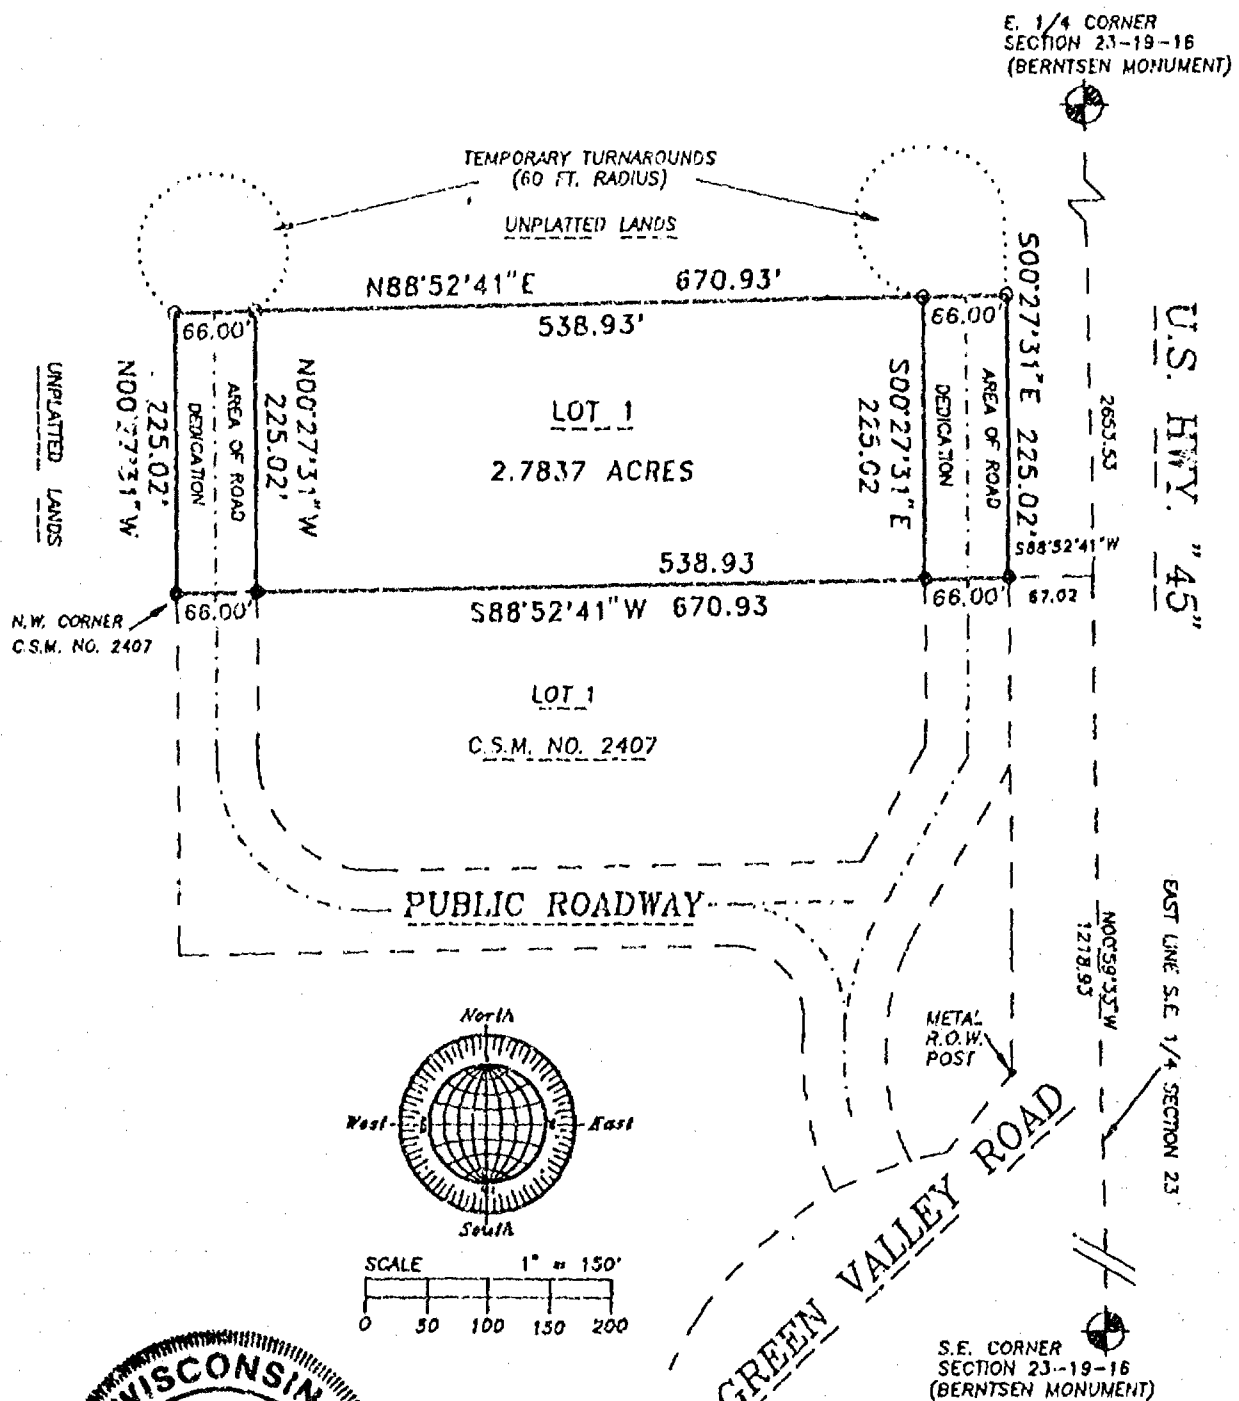 E. 1/4 CORNER
SECTION 23-19-16
(BERNTSEN MONUMENT)
TEMPORARY TURNAROUNDS
(60 FT. RADIUS)
UNPLATTED LANDS
N88°52'41"E 670.93'
66.00'
538.93'
66.00'
S00°27'31"E 225.02'
U.S. HWY. "45"
2653.53
UNPLATTED LANDS
N00°27'31"W
225.02'
AREA OF ROAD
DEDICATION
N00°27'31"W
225.02'
LOT 1
2.7837 ACRES
S00°27'31"E
225.02
AREA OF ROAD
DEDICATION
S88°52'41"W
67.02
538.93
66.00'
S88°52'41"W 670.93
66.00'
N.W. CORNER
C.S.M. NO. 2407
LOT 1
C.S.M. NO. 2407
PUBLIC ROADWAY
N00°59'33"W
1278.93
EAST LINE S.E. 1/4 SECTION 23
METAL
R.O.W.
POST
North
West
East
South
SCALE 1" = 150'
0 50 100 150 200
GREEN VALLEY ROAD
S.E. CORNER
SECTION 23-19-16
(BERNTSEN MONUMENT)
WISCONSIN